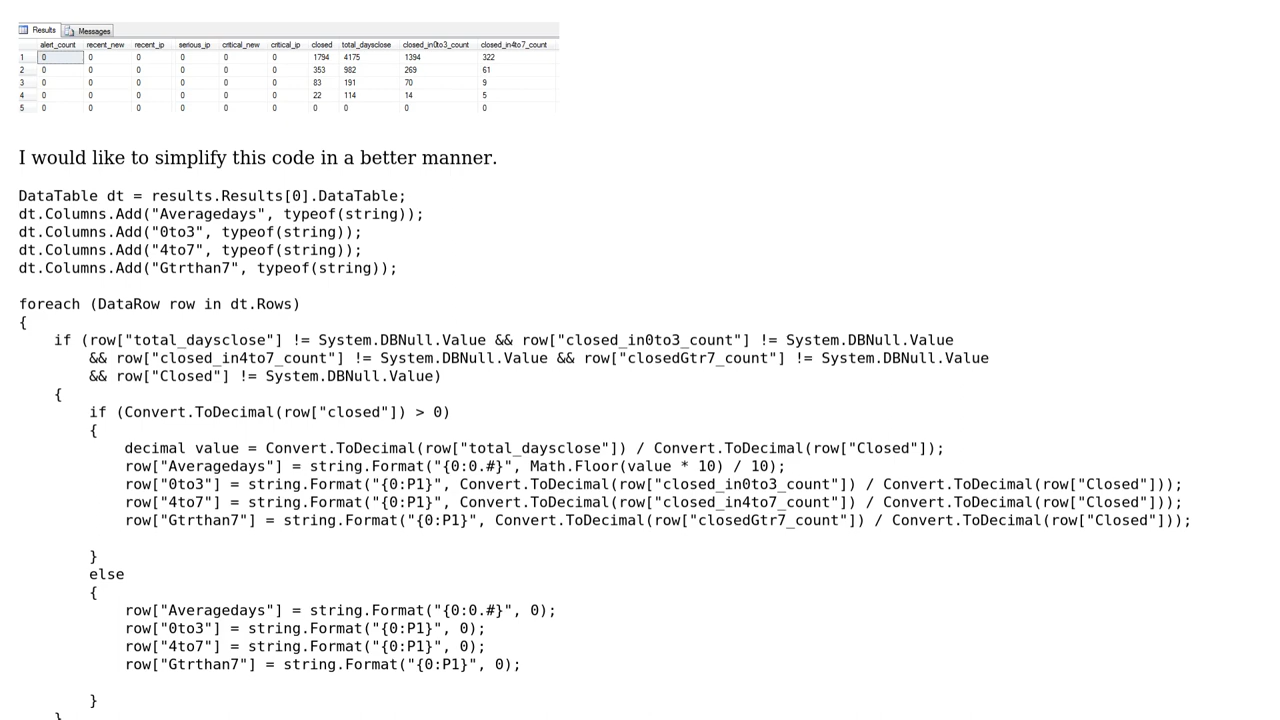 Results Messages
alert_count recent_new recent_ip serious_ip critical_new critical_ip closed total_daysclose closed_in0to3_count closed_in4to7_count
1 0 0 0 0 0 0 1794 4175 1394 322
2 0 0 0 0 0 0 353 982 269 61
3 0 0 0 0 0 0 83 191 70 9
4 0 0 0 0 0 0 22 114 14 5
5 0 0 0 0 0 0 0 0 0 0
I would like to simplify this code in a better manner.
DataTable dt = results.Results[0].DataTable;
dt.Columns.Add("Averagedays", typeof(string));
dt.Columns.Add("0to3", typeof(string));
dt.Columns.Add("4to7", typeof(string));
dt.Columns.Add("Gtrthan7", typeof(string));
foreach (DataRow row in dt.Rows)
{
if (row["total_daysclose"] != System.DBNull.Value && row["closed_in0to3_count"] != System.DBNull.Value
&& row["closed_in4to7_count"] != System.DBNull.Value && row["closedGtr7_count"] != System.DBNull.Value
&& row["Closed"] != System.DBNull.Value)
{
if (Convert.ToDecimal(row["closed"]) > 0)
{
decimal value = Convert.ToDecimal(row["total_daysclose"]) / Convert.ToDecimal(row["Closed"]);
row["Averagedays"] = string.Format("{0:0.#}", Math.Floor(value * 10) / 10);
row["0to3"] = string.Format("{0:P1}", Convert.ToDecimal(row["closed_in0to3_count"]) / Convert.ToDecimal(row["Closed"]));
row["4to7"] = string.Format("{0:P1}", Convert.ToDecimal(row["closed_in4to7_count"]) / Convert.ToDecimal(row["Closed"]));
row["Gtrthan7"] = string.Format("{0:P1}", Convert.ToDecimal(row["closedGtr7_count"]) / Convert.ToDecimal(row["Closed"]));
}
else
{
row["Averagedays"] = string.Format("{0:0.#}", 0);
row["0to3"] = string.Format("{0:P1}", 0);
row["4to7"] = string.Format("{0:P1}", 0);
row["Gtrthan7"] = string.Format("{0:P1}", 0);
}
}